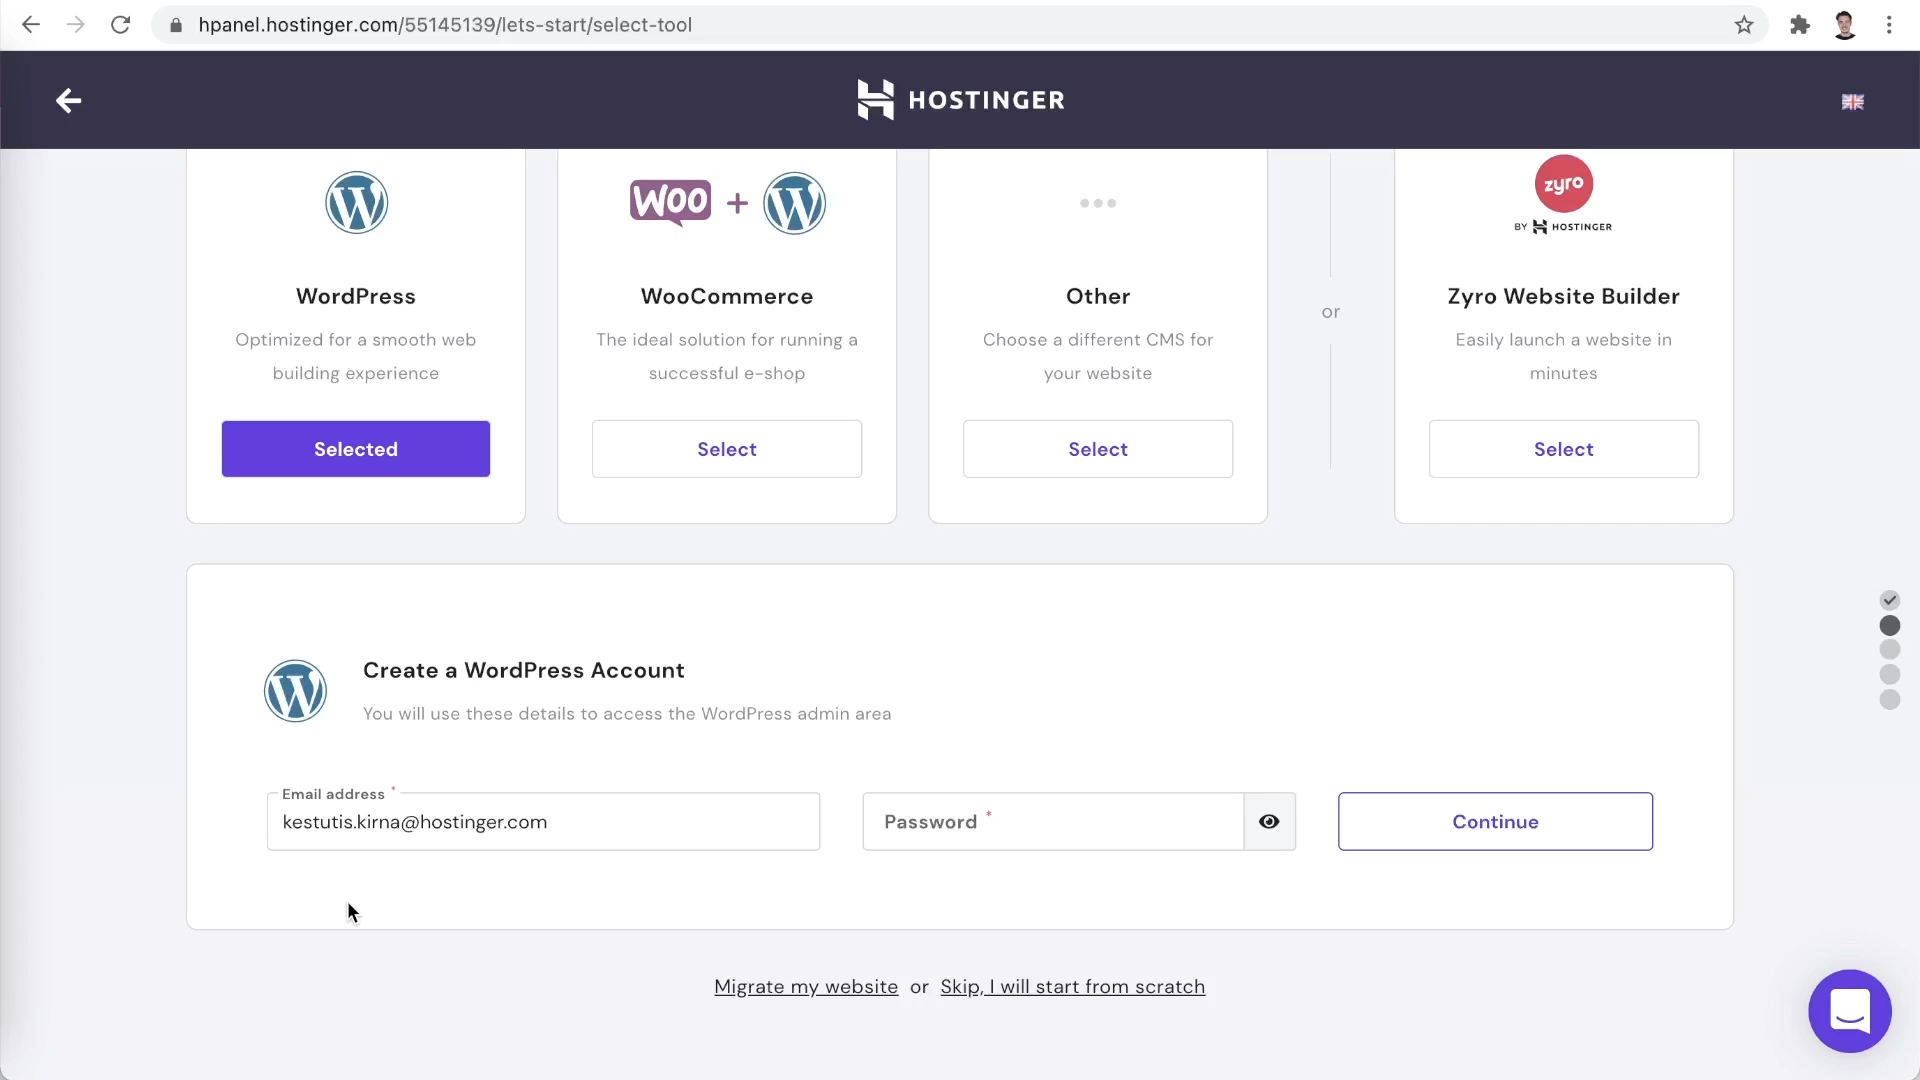 hpanel.hostinger.com/55145139/lets-start/select-tool
HOSTINGER
WOO +
zyro
BY HOSTINGER
WordPress
Optimized for a smooth web
building experience
Selected
WooCommerce
The ideal solution for running a
successful e-shop
Select
Other
Choose a different CMS for
your website
Select
or
Zyro Website Builder
Easily launch a website in
minutes
Select
Create a WordPress Account
You will use these details to access the WordPress admin area
Email address *
kestutis.kirna@hostinger.com
Password *
Continue
Migrate my website or Skip, I will start from scratch